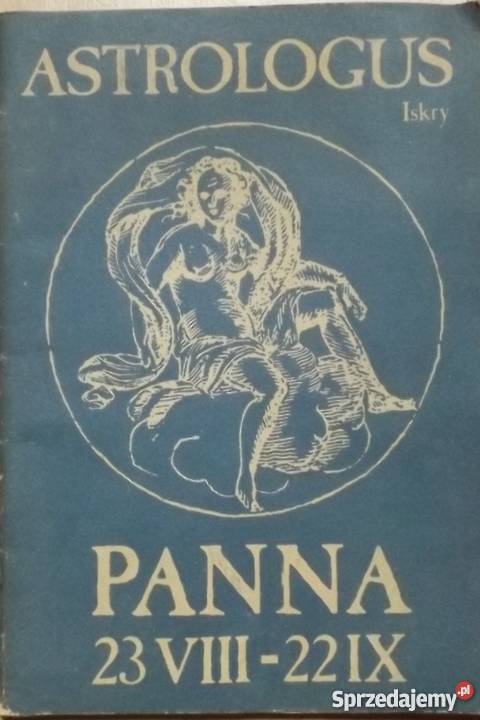 ASTROLOGUS
Iskry
PANNA
23 VIII - 22 IX
Sprzedajemy.pl